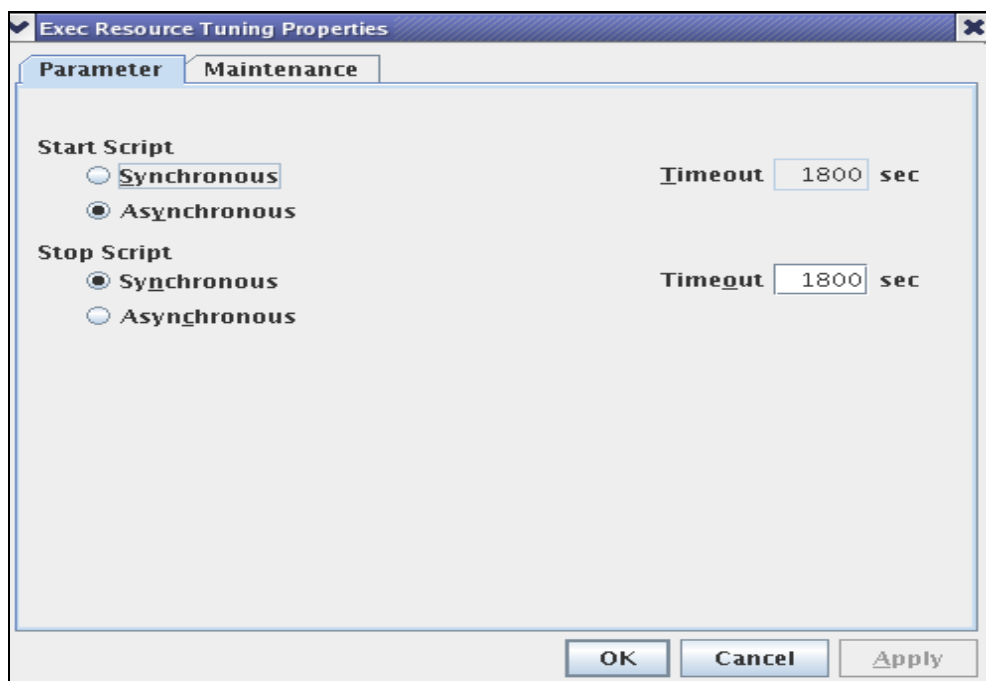 Exec Resource Tuning Properties
Parameter Maintenance
Start Script
Synchronous Timeout 1800 sec
Asynchronous
Stop Script
Synchronous Timeout 1800 sec
Asynchronous
OK Cancel Apply